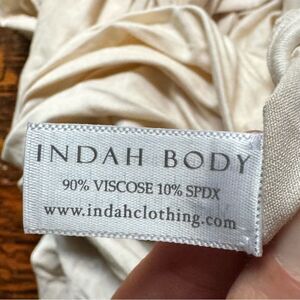 INDAH BODY
90% VISCOSE 10% SPDX
www.indahclothing.com